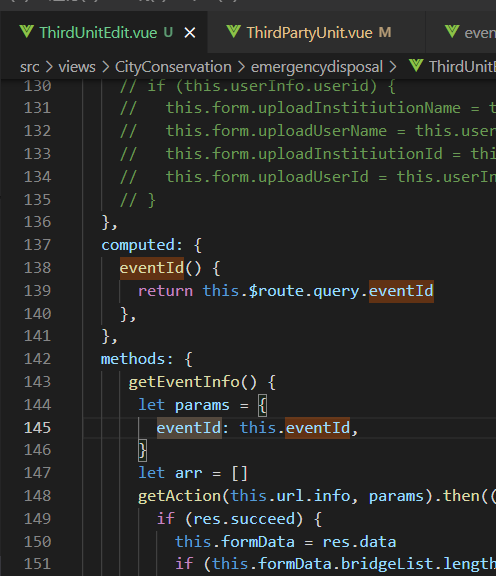 ThirdUnitEdit.vue U ThirdPartyUnit.vue M even
src > views > CityConservation > emergencydisposal > ThirdUnitE
130 // if (this.userInfo.userid) {
131 // this.form.uploadInstitiutionName = t
132 // this.form.uploadUserName = this.user
133 // this.form.uploadInstitiutionId = thi
134 // this.form.uploadUserId = this.userIn
135 // }
136 },
137 computed: {
138 eventId() {
139 return this.$route.query.eventId
140 },
141 },
142 methods: {
143 getEventInfo() {
144 let params = {
145 eventId: this.eventId,
146 }
147 let arr = []
148 getAction(this.url.info, params).then((
149 if (res.succeed) {
150 this.formData = res.data
151 if (this.formData.bridgeList.length